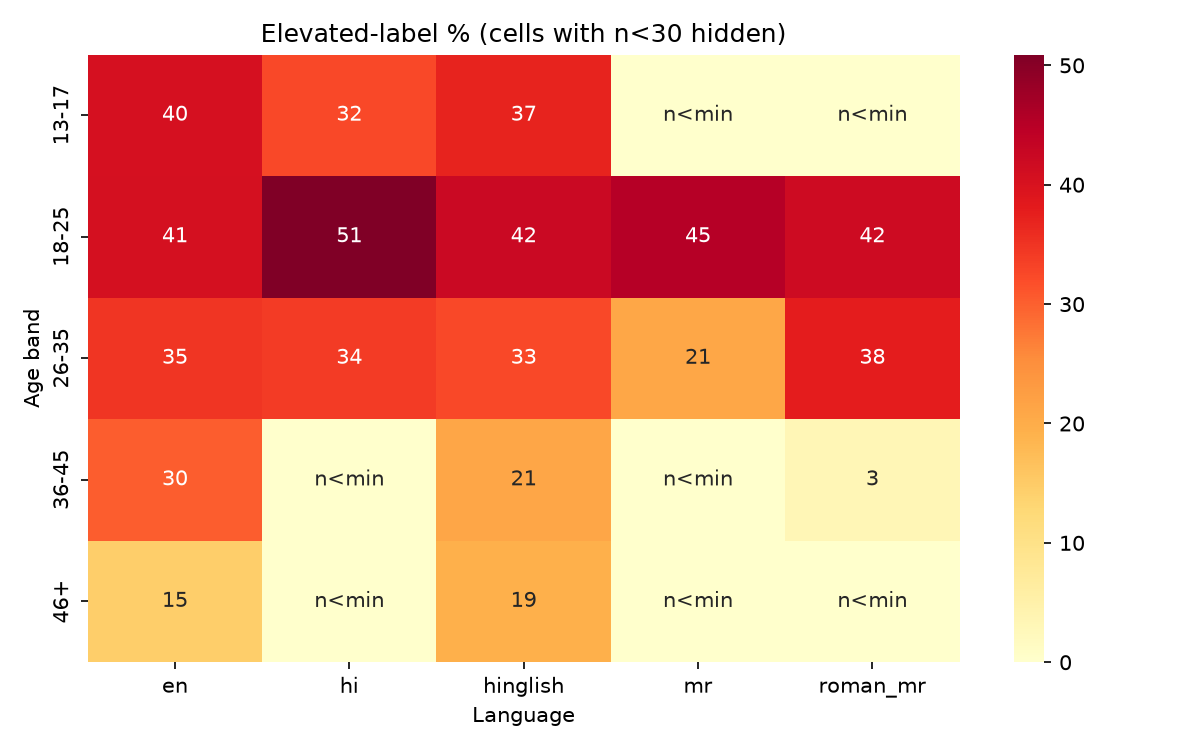 Elevated-label % (cells with n<30 hidden)
Age band
13-17 40 32 37 n<min n<min
18-25 41 51 42 45 42
26-35 35 34 33 21 38
36-45 30 n<min 21 n<min 3
46+ 15 n<min 19 n<min n<min
en hi hinglish mr roman_mr
Language
50
40
30
20
10
0